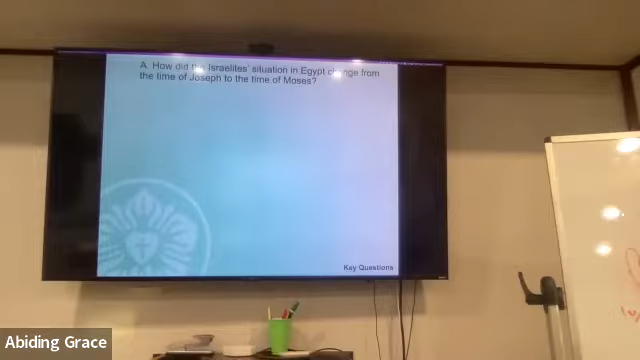 A. How did the Israelites' situation in Egypt change from
the time of Joseph to the time of Moses?
Key Questions
Abiding Grace